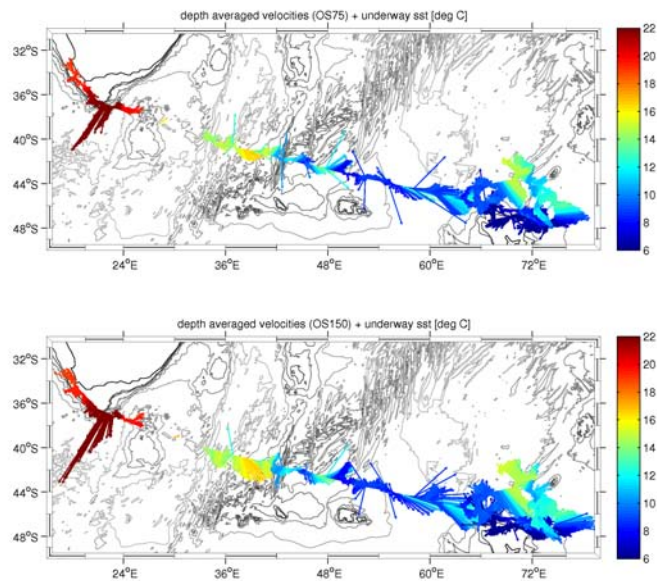 depth averaged velocities (OS75) + underway sst [deg C]
32°S
36°S
40°S
44°S
48°S
24°E
36°E
48°E
60°E
72°E
22
20
18
16
14
12
10
8
6
depth averaged velocities (OS150) + underway sst [deg C]
32°S
36°S
40°S
44°S
48°S
24°E
36°E
48°E
60°E
72°E
22
20
18
16
14
12
10
8
6